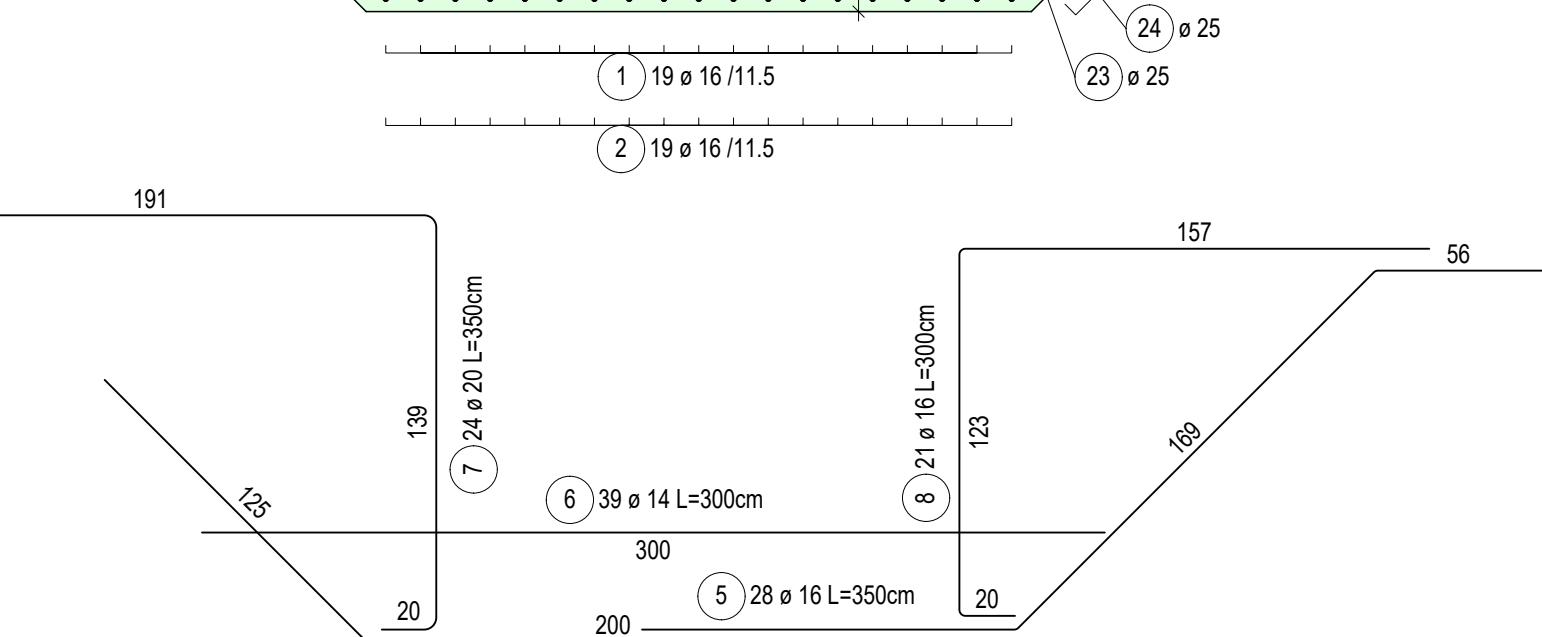 24 ø 25
1 19 ø 16 /11.5
23 ø 25
2 19 ø 16 /11.5
191
157
56
7 24 ø 20 L=350cm
139
8 21 ø 16 L=300cm
123
169
125
6 39 ø 14 L=300cm
300
5 28 ø 16 L=350cm
20
20
200